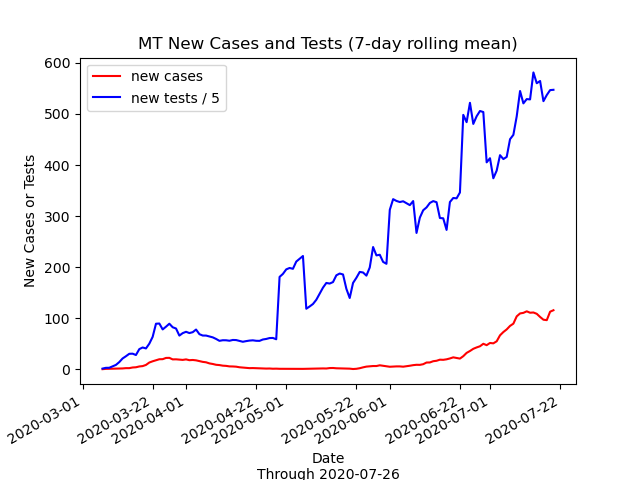 MT New Cases and Tests (7-day rolling mean)
new cases
new tests / 5
New Cases or Tests
600
500
400
300
200
100
0
2020-03-01
2020-03-22
2020-04-01
2020-04-22
2020-05-01
2020-05-22
2020-06-01
2020-06-22
2020-07-01
2020-07-22
Date
Through 2020-07-26